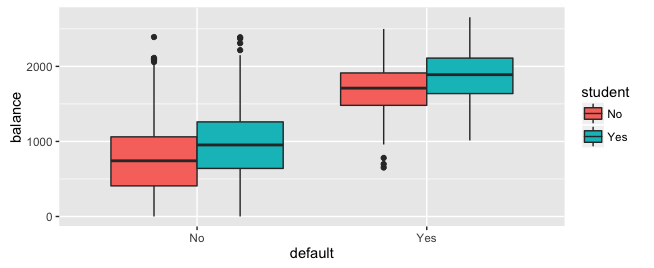 balance
2000
1000
0
No
Yes
default
student
No
Yes